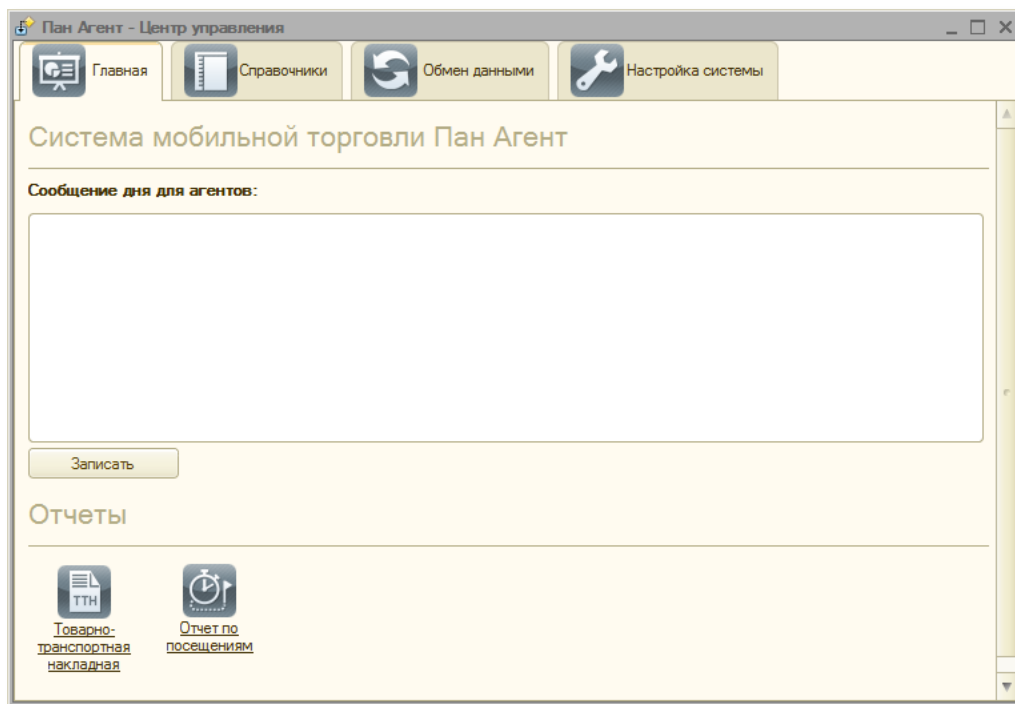 Пан Агент - Центр управления
Главная
Справочники
Обмен данными
Настройка системы
Система мобильной торговли Пан Агент
Сообщение дня для агентов:
Записать
Отчеты
ТТН
Товарно-
транспортная
накладная
Отчет по
посещениям